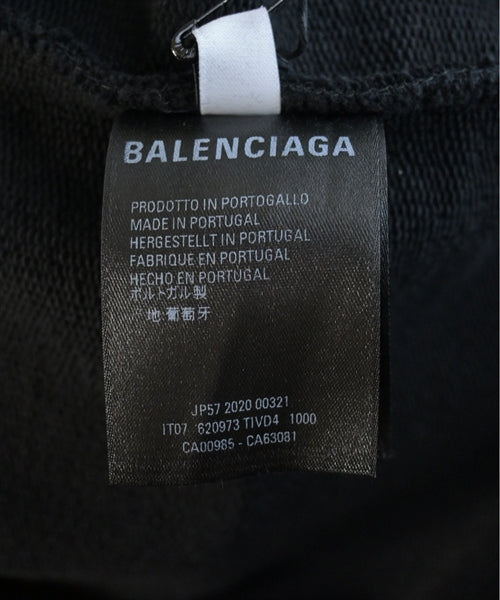 BALENCIAGA
PRODOTTO IN PORTOGALLO
MADE IN PORTUGAL
HERGESTELLT IN PORTUGAL
FABRIQUE EN PORTUGAL
HECHO EN PORTUGAL
ポルトガル製
地:葡萄牙
JP57 2020 00321
IT07 620973 TIVD4 1000
CA00985 - CA63081